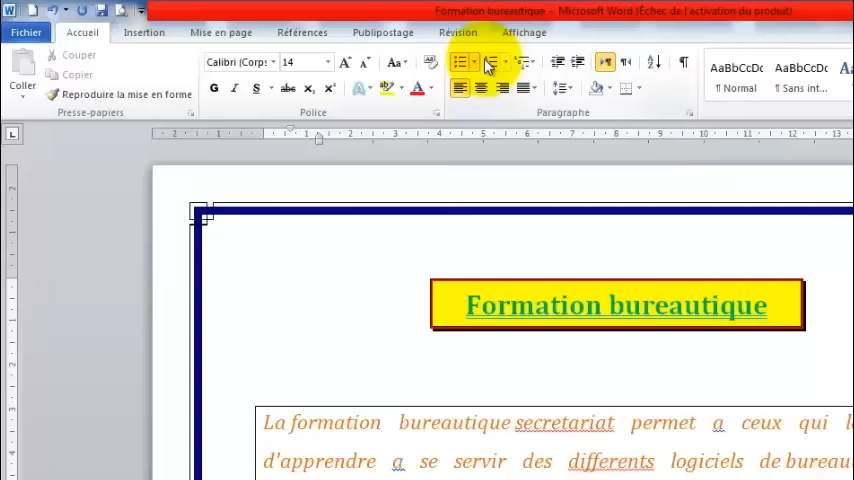 Formation bureautique - Microsoft Word (Échec de l'activation du produit)
Fichier Accueil Insertion Mise en page Références Publipostage Révision Affichage
Couper
Copier
Coller
Reproduire la mise en forme
Presse-papiers
Calibri (Corps 14
G I S abc
Police
Paragraphe
AaBbCcDc AaBbCcDc
¶ Normal ¶ Sans int...
Formation bureautique
La formation bureautique secretariat permet a ceux qui
d'apprendre a se servir des differents logiciels de bureau